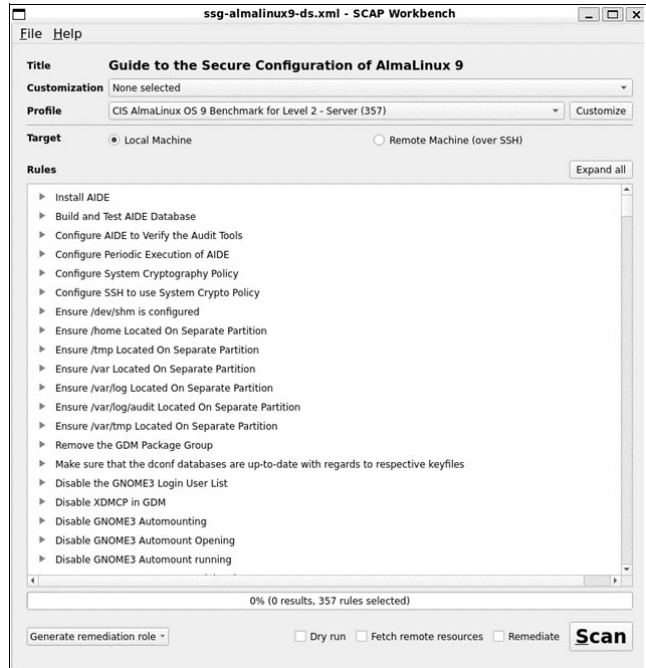 ssg-almalinux9-ds.xml - SCAP Workbench
File Help
Title Guide to the Secure Configuration of AlmaLinux 9
Customization None selected
Profile CIS AlmaLinux OS 9 Benchmark for Level 2 - Server (357) Customize
Target Local Machine Remote Machine (over SSH)
Rules Expand all
Install AIDE
Build and Test AIDE Database
Configure AIDE to Verify the Audit Tools
Configure Periodic Execution of AIDE
Configure System Cryptography Policy
Configure SSH to use System Crypto Policy
Ensure /dev/shm is configured
Ensure /home Located On Separate Partition
Ensure /tmp Located On Separate Partition
Ensure /var Located On Separate Partition
Ensure /var/log Located On Separate Partition
Ensure /var/log/audit Located On Separate Partition
Ensure /var/tmp Located On Separate Partition
Remove the GDM Package Group
Make sure that the dconf databases are up-to-date with regards to respective keyfiles
Disable the GNOME3 Login User List
Disable XDMCP in GDM
Disable GNOME3 Automounting
Disable GNOME3 Automount Opening
Disable GNOME3 Automount running
0% (0 results, 357 rules selected)
Generate remediation role Dry run Fetch remote resources Remediate Scan